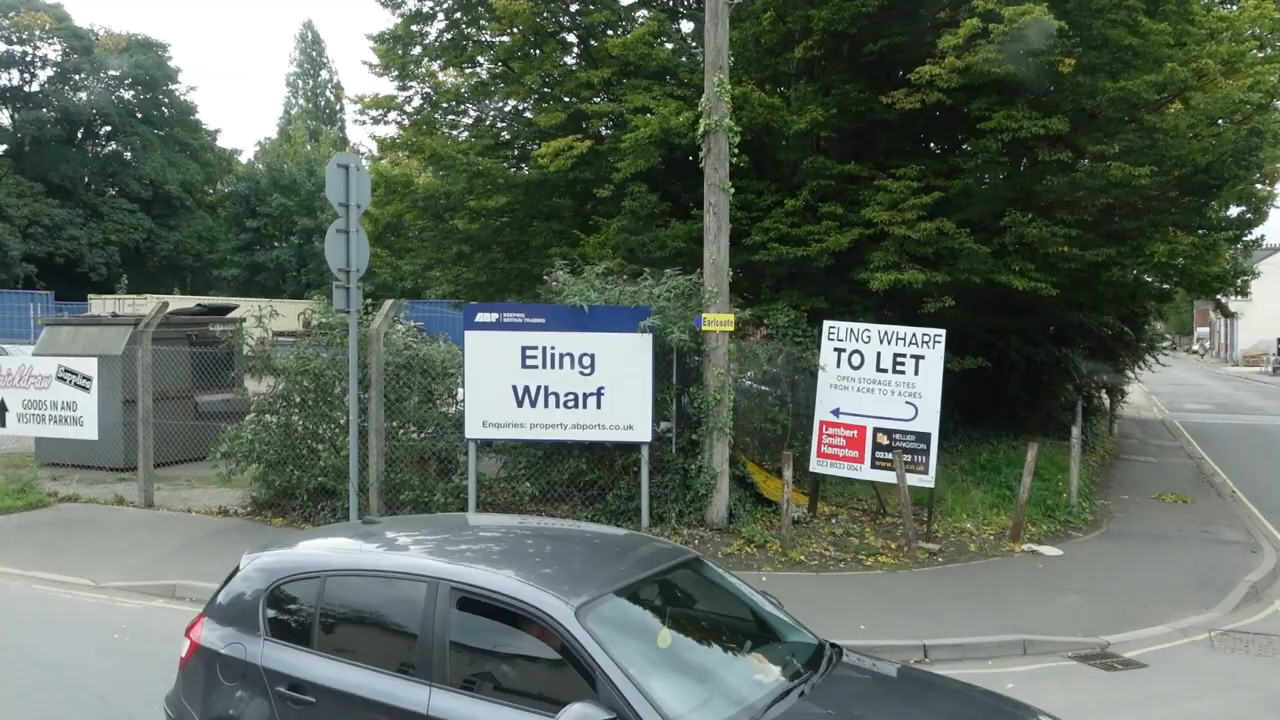 Supplies
GOODS IN AND
VISITOR PARKING
ABP KEEPING
BRITAIN TRADING
Eling
Wharf
Enquiries: property.abports.co.uk
Earlcoate
ELING WHARF
TO LET
OPEN STORAGE SITES
FROM 1 ACRE TO 9 ACRES
Lambert
Smith
Hampton
023 8033 0041
HELLIER
LANGSTON